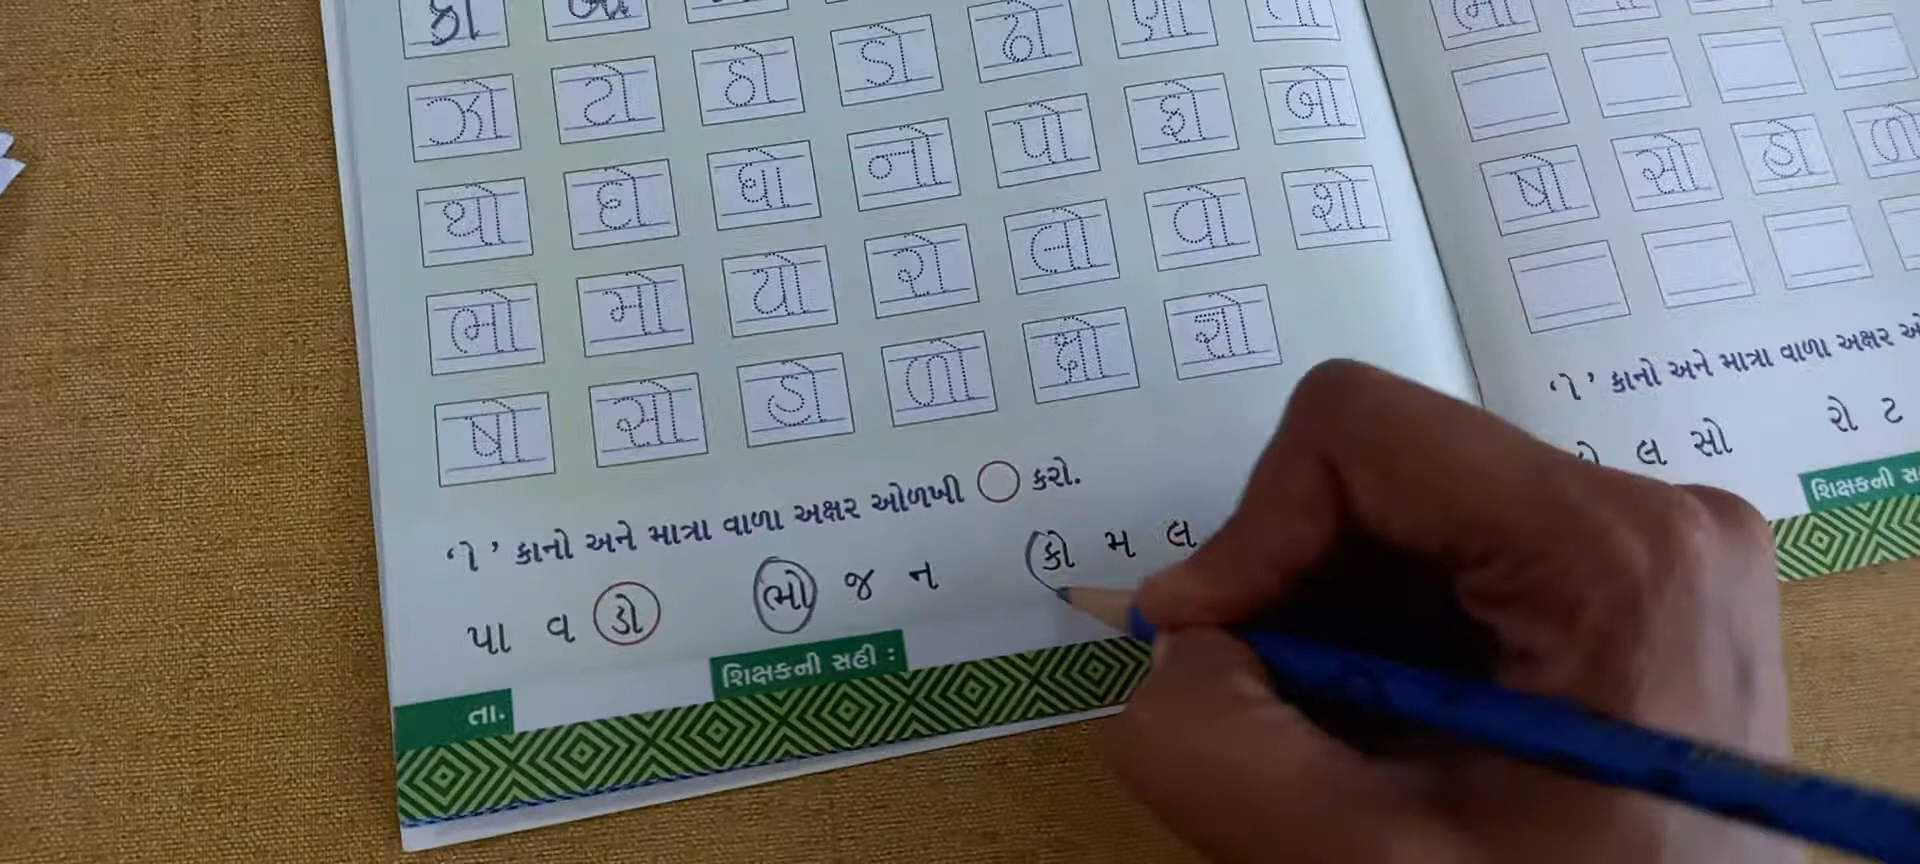 કો
ઝો ટો ઠો ડો ઢો ણો તો
થો દો ધો નો પો ફો બો
ભો મો યો રો લો વો શો
ષો સો હો ળો ક્ષો જ્ઞો
'ો' કાનો અને માત્રા વાળા અક્ષર ઓળખી ○ કરો.
પા વ ડો ભો જ ન કો મ લ
શિક્ષકની સહી :
તા.
ષો સો હો ળો
'ો' કાનો અને માત્રા વાળા અક્ષર
લ સો રો ટ
શિક્ષકની